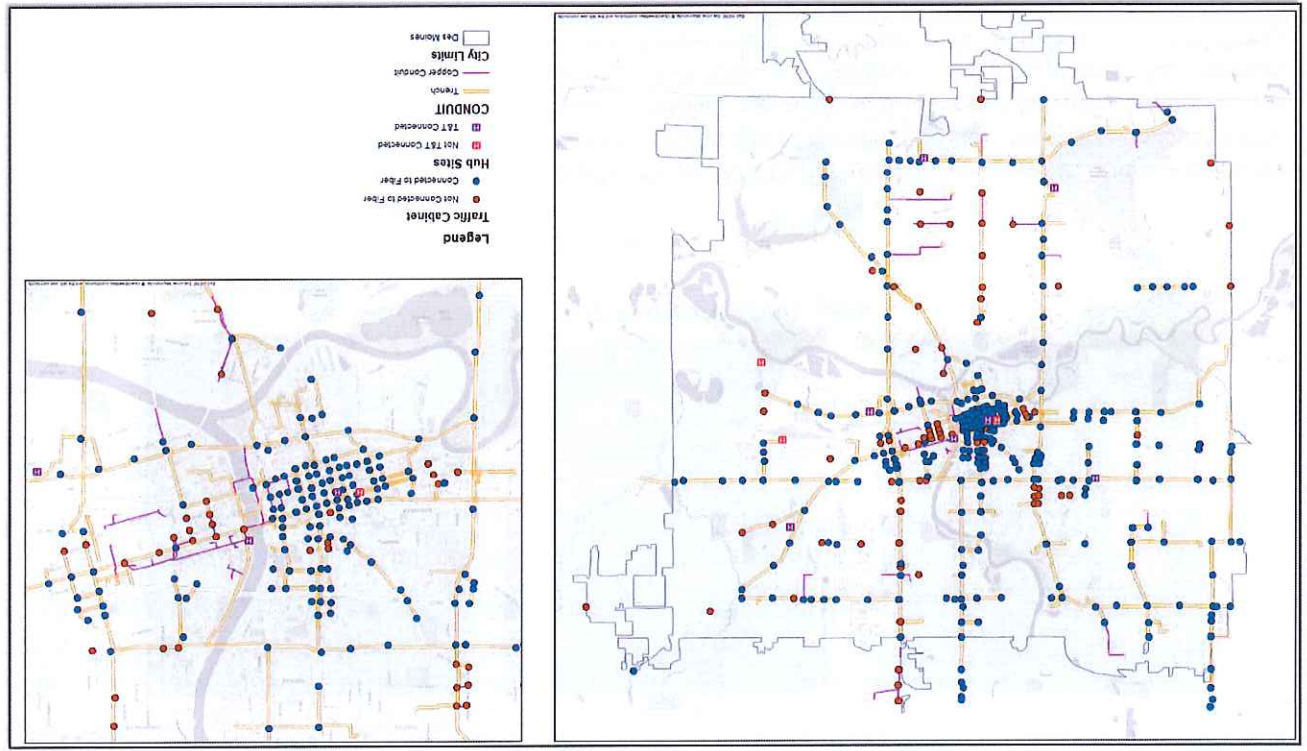 Legend
Traffic Cabinet
Not Connected to Fiber
Connected to Fiber
Hub Sites
Not T&T Connected
T&T Connected
CONDUIT
Trench
Copper Conduit
City Limits
Des Moines